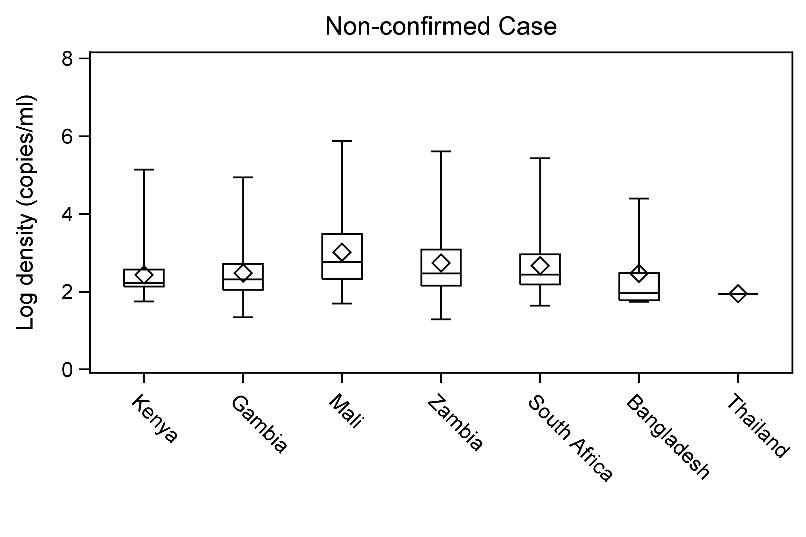 Non-confirmed Case
Log density (copies/ml)
8
6
4
2
0
Kenya
Gambia
Mali
Zambia
South Africa
Bangladesh
Thailand